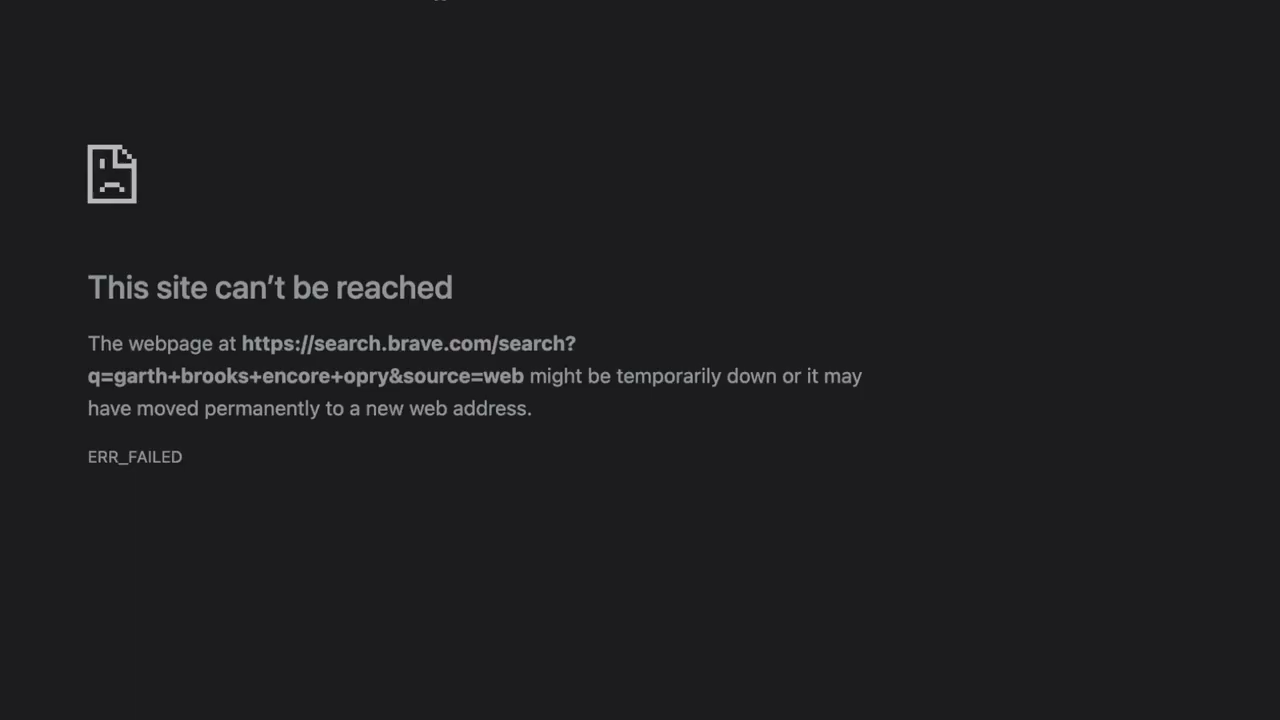 This site can’t be reached
The webpage at https://search.brave.com/search?
q=garth+brooks+encore+opry&source=web might be temporarily down or it may
have moved permanently to a new web address.
ERR_FAILED